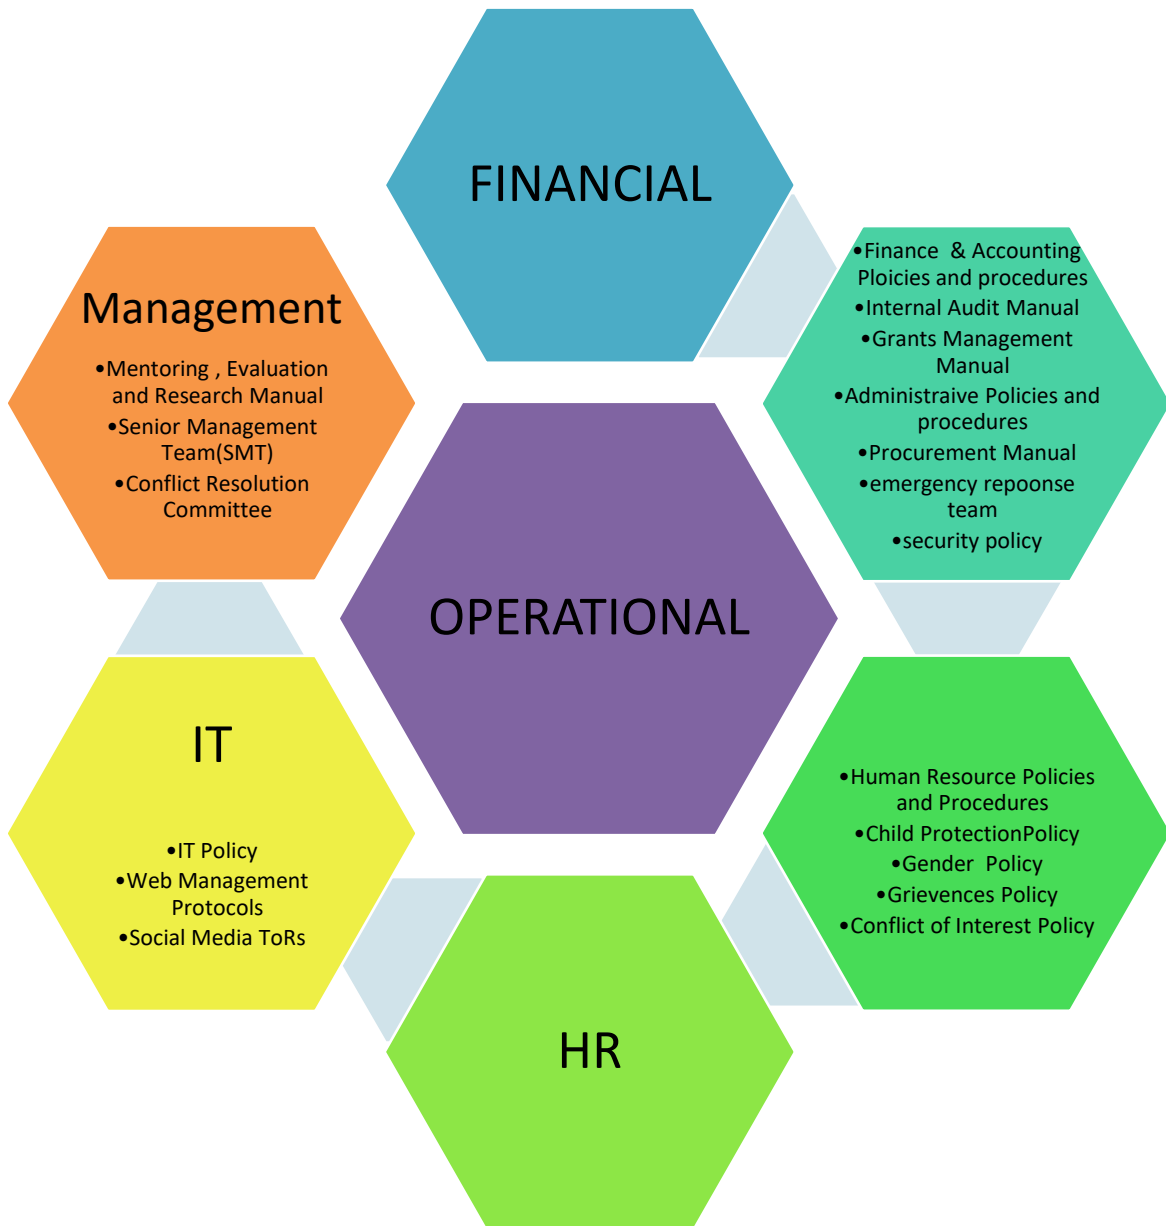 FINANCIAL
•Finance & Accounting
Ploicies and procedures
•Internal Audit Manual
•Grants Management
Manual
•Administraive Policies and
procedures
•Procurement Manual
•emergency repoonse
team
•security policy
Management
•Mentoring , Evaluation
and Research Manual
•Senior Management
Team(SMT)
•Conflict Resolution
Committee
OPERATIONAL
IT
•IT Policy
•Web Management
Protocols
•Social Media ToRs
•Human Resource Policies
and Procedures
•Child ProtectionPolicy
•Gender Policy
•Grievences Policy
•Conflict of Interest Policy
HR